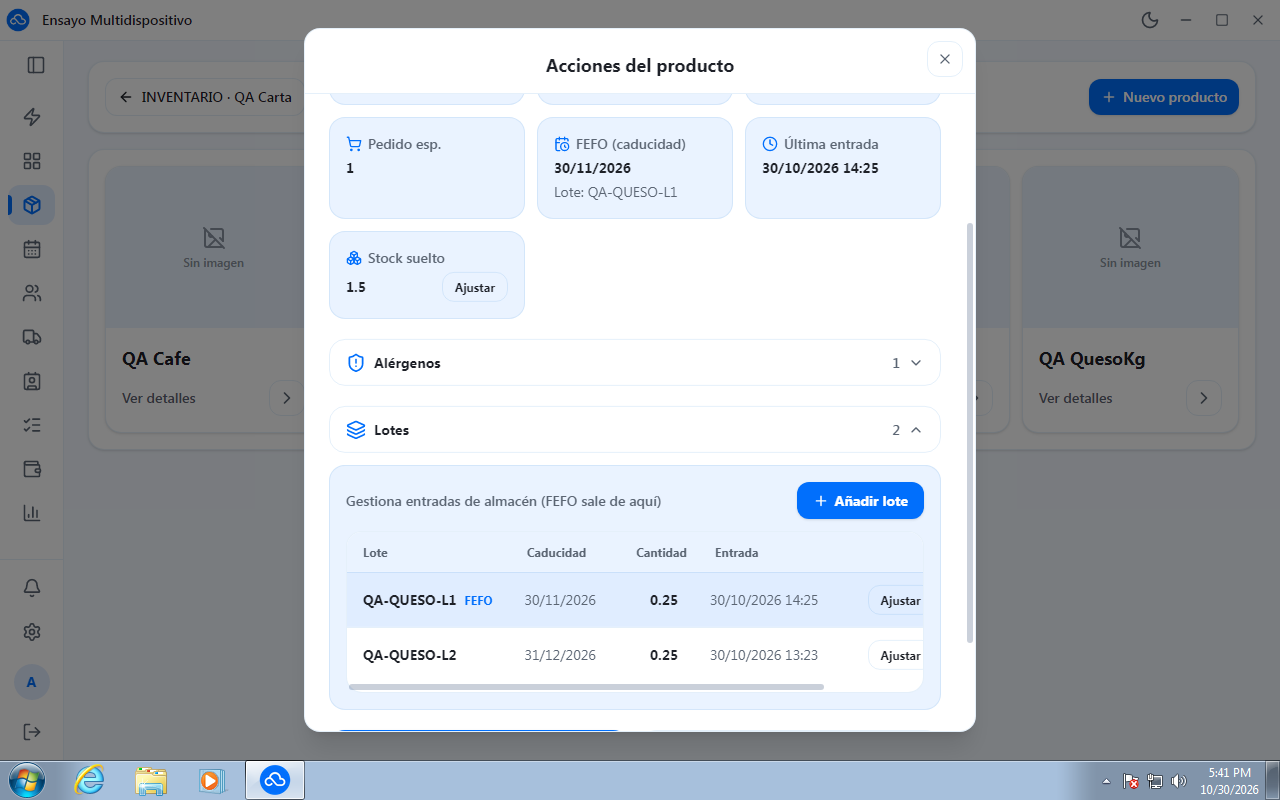 Ensayo Multidispositivo
Acciones del producto
INVENTARIO · QA Carta
Nuevo producto
Pedido esp.
1
FEFO (caducidad)
30/11/2026
Lote: QA-QUESO-L1
Última entrada
30/10/2026 14:25
Stock suelto
1.5
Ajustar
Sin imagen
QA Cafe
Ver detalles
Sin imagen
QA QuesoKg
Ver detalles
Alérgenos
1
Lotes
2
Gestiona entradas de almacén (FEFO sale de aquí)
Añadir lote
Lote Caducidad Cantidad Entrada
QA-QUESO-L1 FEFO 30/11/2026 0.25 30/10/2026 14:25 Ajustar
QA-QUESO-L2 31/12/2026 0.25 30/10/2026 13:23 Ajustar
A
5:41 PM
10/30/2026